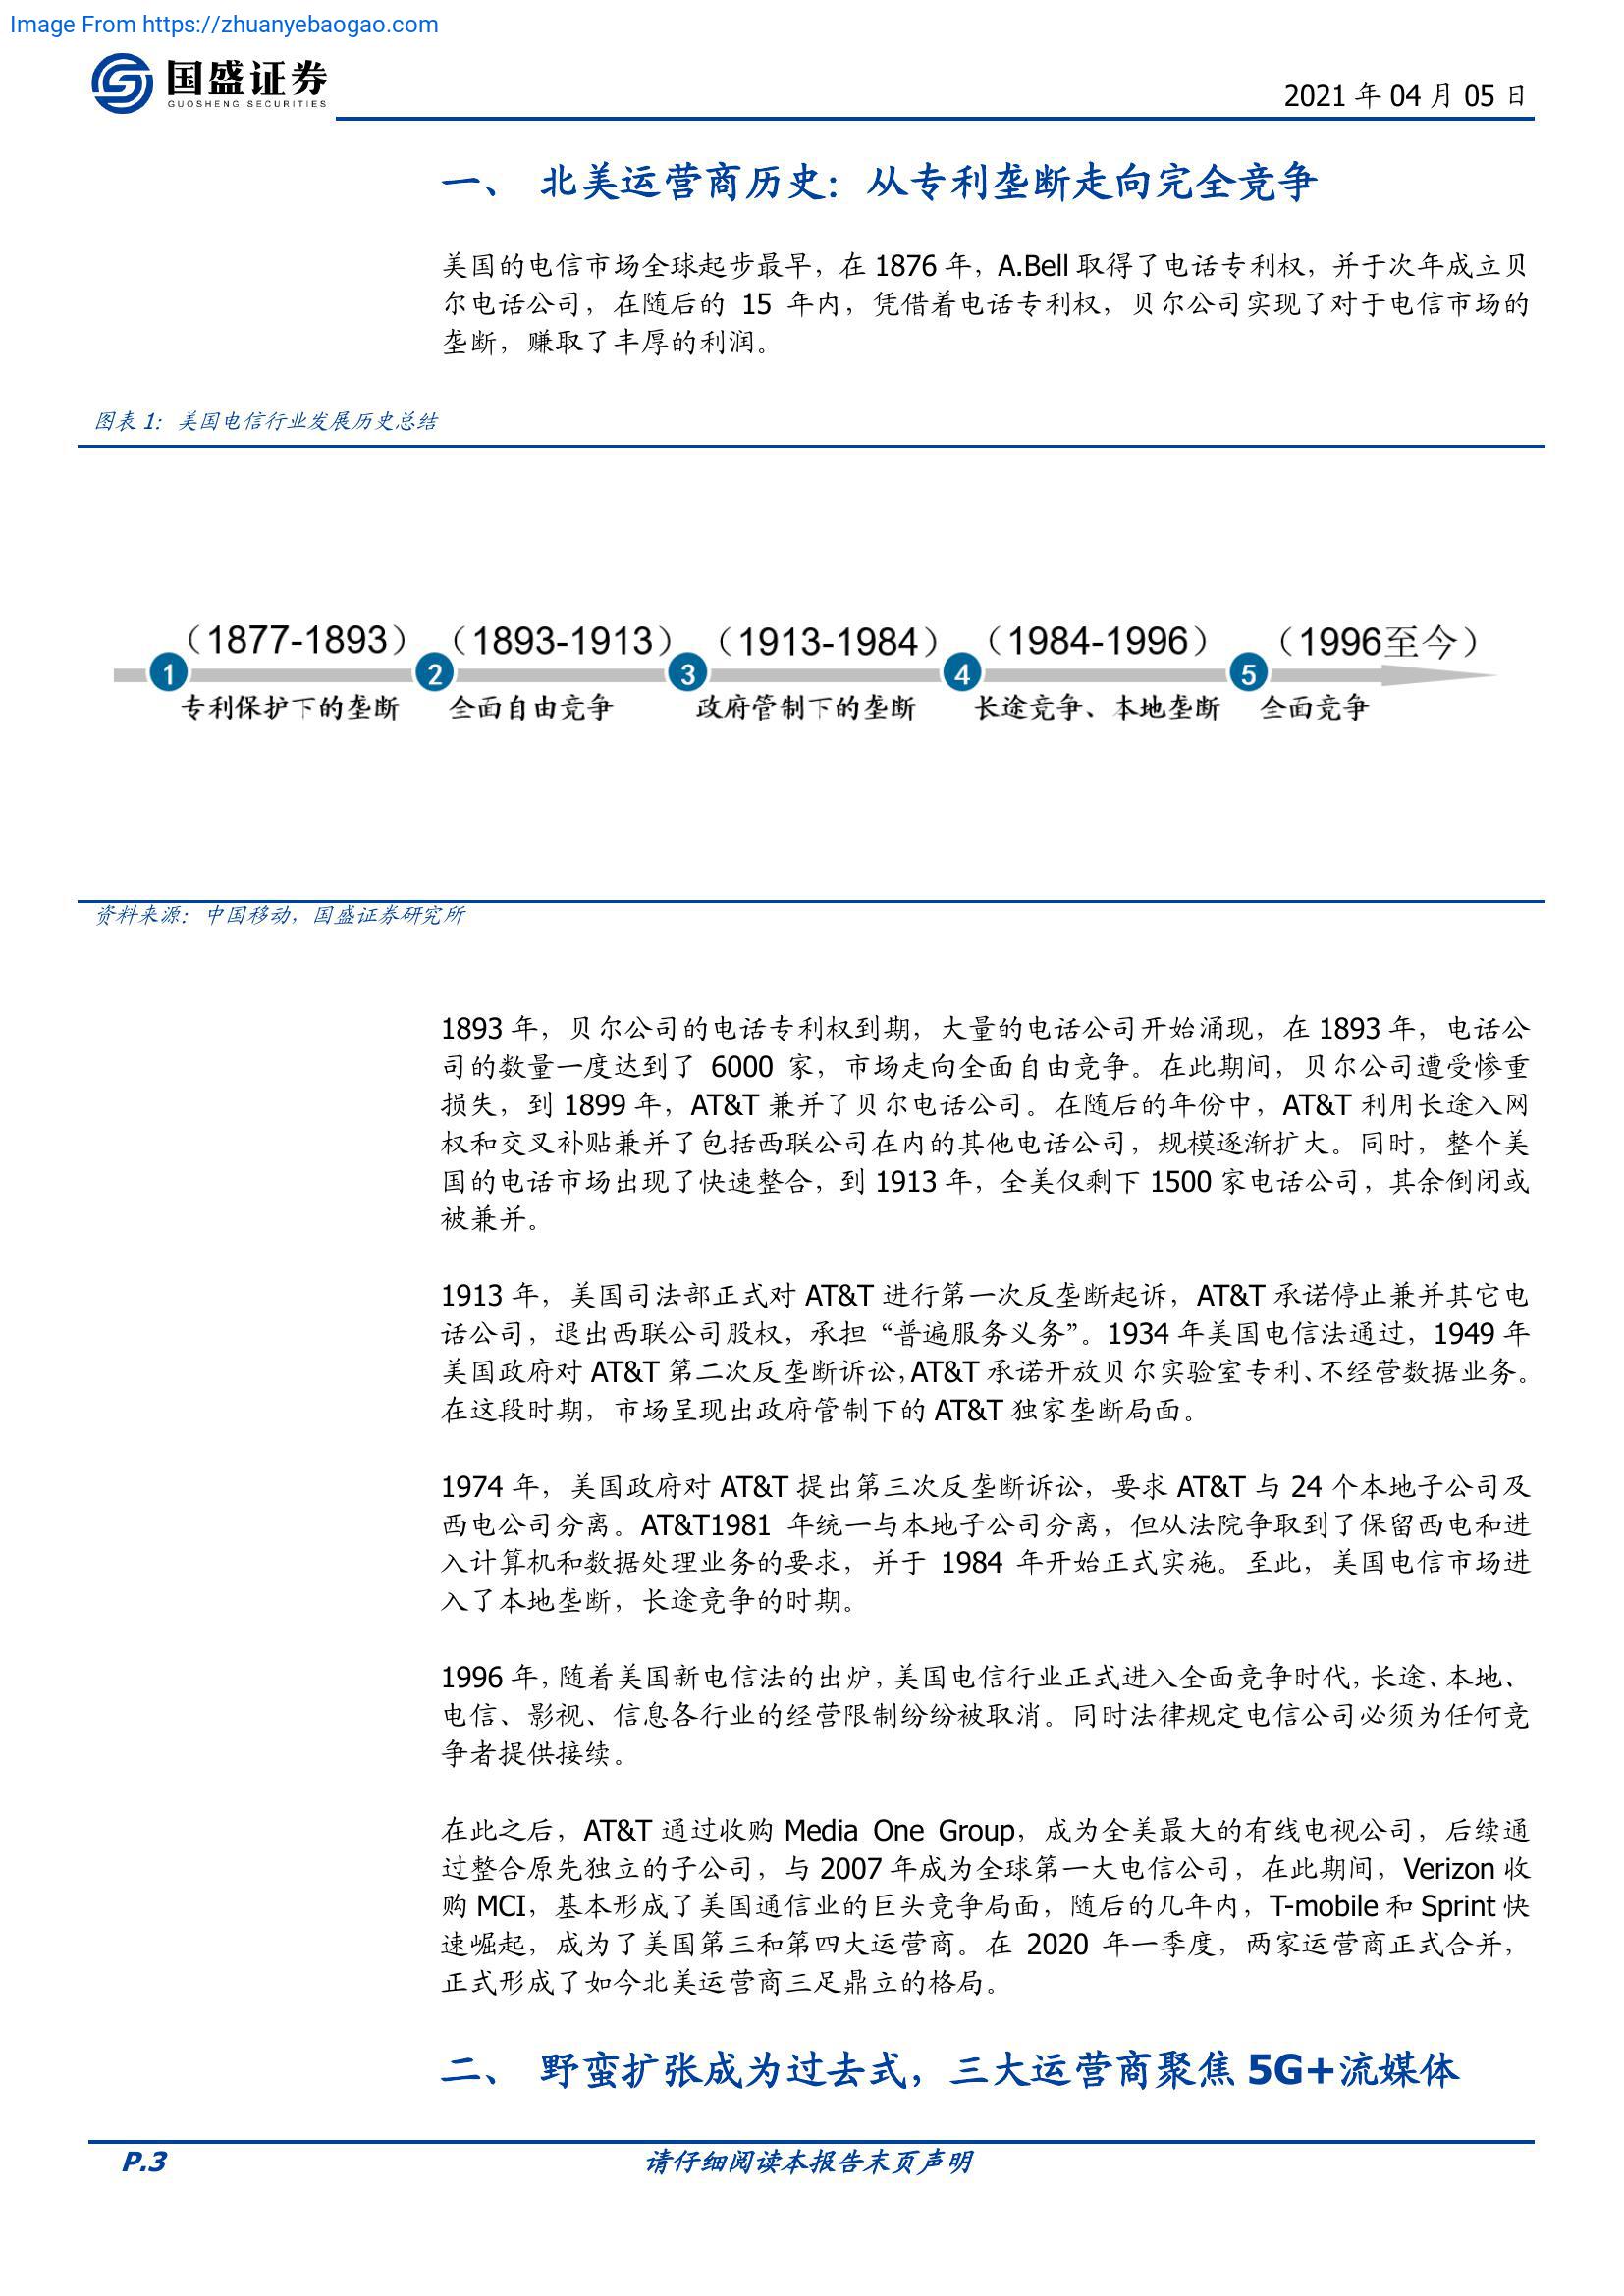 Image From https://zhuanyebaogao.com
国盛证券
GUOSHENG SECURITIES
2021 年 04 月 05 日
一、 北美运营商历史：从专利垄断走向完全竞争
美国的电信市场全球起步最早，在 1876 年，A.Bell 取得了电话专利权，并于次年成立贝
尔电话公司，在随后的 15 年内，凭借着电话专利权，贝尔公司实现了对于电信市场的
垄断，赚取了丰厚的利润。
图表 1：美国电信行业发展历史总结
（1877-1893） （1893-1913） （1913-1984） （1984-1996） （1996至今）
1 2 3 4 5
专利保护下的垄断 全面自由竞争 政府管制下的垄断 长途竞争、本地垄断 全面竞争
资料来源：中国移动，国盛证券研究所
1893 年，贝尔公司的电话专利权到期，大量的电话公司开始涌现，在 1893 年，电话公
司的数量一度达到了 6000 家，市场走向全面自由竞争。在此期间，贝尔公司遭受惨重
损失，到 1899 年，AT&T 兼并了贝尔电话公司。在随后的年份中，AT&T 利用长途入网
权和交叉补贴兼并了包括西联公司在内的其他电话公司，规模逐渐扩大。同时，整个美
国的电话市场出现了快速整合，到 1913 年，全美仅剩下 1500 家电话公司，其余倒闭或
被兼并。
1913 年，美国司法部正式对 AT&T 进行第一次反垄断起诉，AT&T 承诺停止兼并其它电
话公司，退出西联公司股权，承担“普遍服务义务”。1934 年美国电信法通过，1949 年
美国政府对 AT&T 第二次反垄断诉讼，AT&T 承诺开放贝尔实验室专利、不经营数据业务。
在这段时期，市场呈现出政府管制下的 AT&T 独家垄断局面。
1974 年，美国政府对 AT&T 提出第三次反垄断诉讼，要求 AT&T 与 24 个本地子公司及
西电公司分离。AT&T1981 年统一与本地子公司分离，但从法院争取到了保留西电和进
入计算机和数据处理业务的要求，并于 1984 年开始正式实施。至此，美国电信市场进
入了本地垄断，长途竞争的时期。
1996 年，随着美国新电信法的出炉，美国电信行业正式进入全面竞争时代，长途、本地、
电信、影视、信息各行业的经营限制纷纷被取消。同时法律规定电信公司必须为任何竞
争者提供接续。
在此之后，AT&T 通过收购 Media One Group，成为全美最大的有线电视公司，后续通
过整合原先独立的子公司，与 2007 年成为全球第一大电信公司，在此期间，Verizon 收
购 MCI，基本形成了美国通信业的巨头竞争局面，随后的几年内，T-mobile 和 Sprint 快
速崛起，成为了美国第三和第四大运营商。在 2020 年一季度，两家运营商正式合并，
正式形成了如今北美运营商三足鼎立的格局。
二、 野蛮扩张成为过去式，三大运营商聚焦 5G+流媒体
P.3 请仔细阅读本报告末页声明